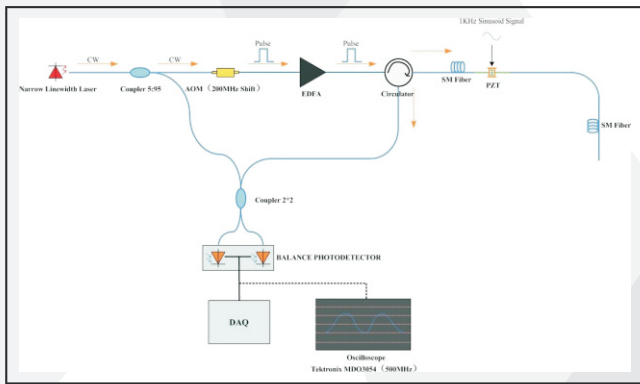 1KHz Sinusoid Signal
CW
CW
Pulse
Pulse
Narrow Linewidth Laser
Coupler 5:95
AOM (200MHz Shift)
EDFA
Circulator
SM Fiber
PZT
SM Fiber
Coupler 2*2
BALANCE PHOTODETECTOR
DAQ
Oscilloscope
Tektronix MDO3054 (500MHz)